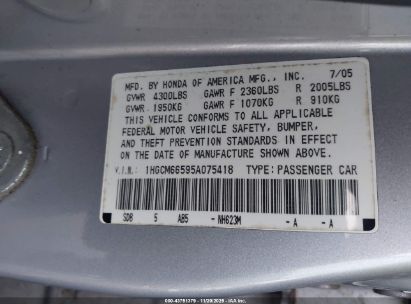 MFD. BY HONDA OF AMERICA MFG., INC. 7/05
GVWR 4300LBS GAWR F 2360LBS R 2005LBS
GVWR 1950KG GAWR F 1070KG R 910KG
THIS VEHICLE CONFORMS TO ALL APPLICABLE
FEDERAL MOTOR VEHICLE SAFETY, BUMPER,
AND THEFT PREVENTION STANDARDS IN EFFECT
ON THE DATE OF MANUFACTURE SHOWN ABOVE.
V.I.N.: 1HGCM66595A075418 TYPE: PASSENGER CAR
SDB 5 AB5 - NH623M - A - A